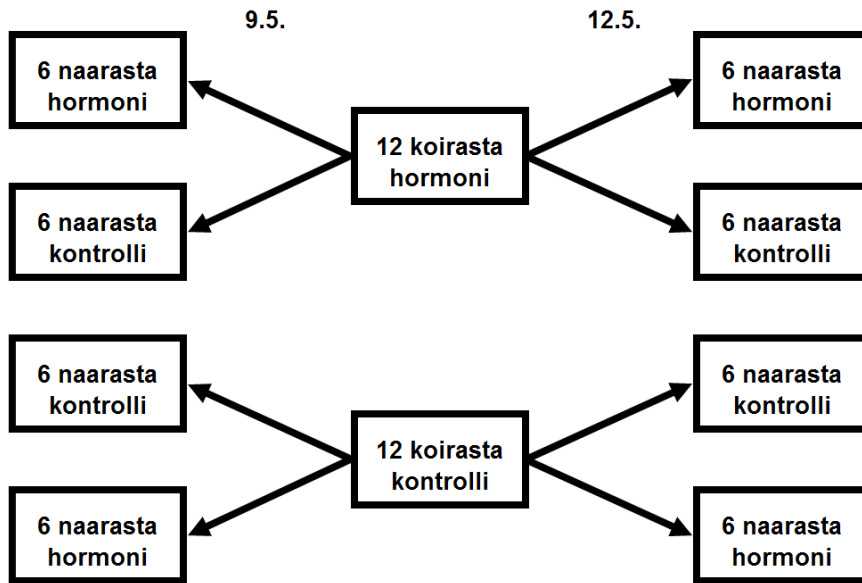 9.5.
12.5.
6 naarasta
hormoni
6 naarasta
hormoni
12 koirasta
hormoni
6 naarasta
kontrolli
6 naarasta
kontrolli
6 naarasta
kontrolli
6 naarasta
kontrolli
12 koirasta
kontrolli
6 naarasta
hormoni
6 naarasta
hormoni